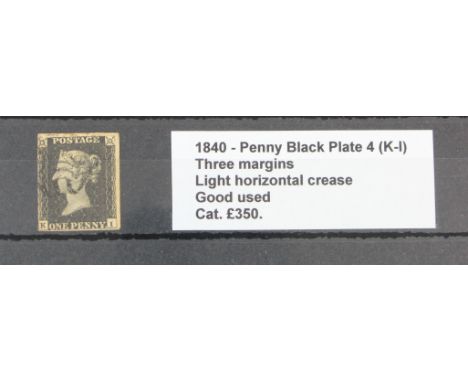 POSTAGE
K ONE PENNY I
1840 - Penny Black Plate 4 (K-I)
Three margins
Light horizontal crease
Good used
Cat. £350.